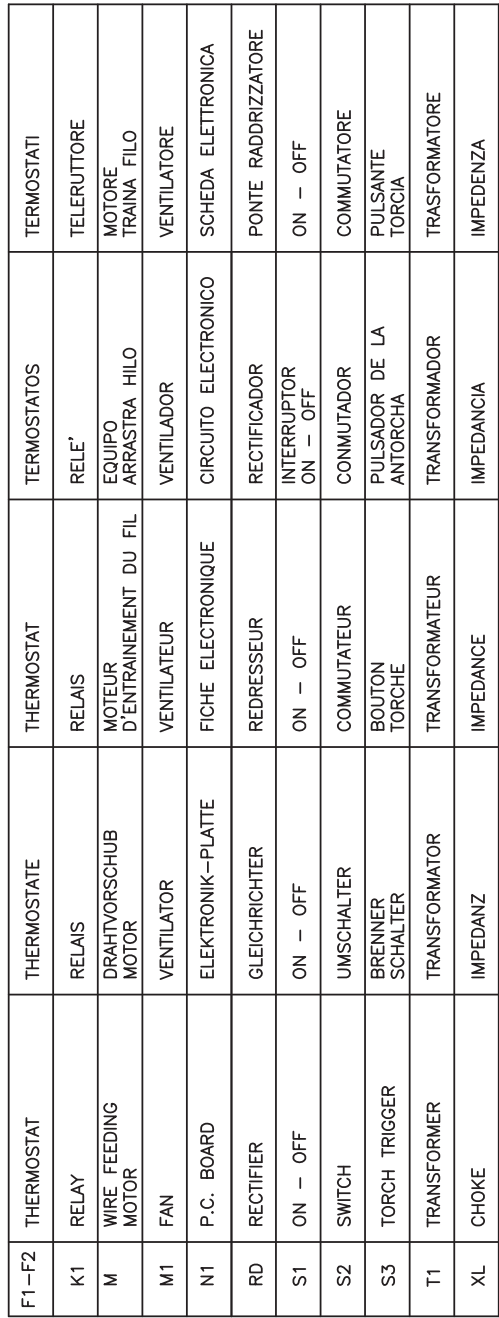 F1-F2 THERMOSTAT THERMOSTATE THERMOSTAT TERMOSTATOS TERMOSTATI
K1 RELAY RELAIS RELAIS RELE' TELERUTTORE
M WIRE FEEDING DRAHTVORSCHUB MOTEUR EQUIPO MOTORE
MOTOR MOTOR D'ENTRAINEMENT DU FIL ARRASTRA HILO TRAINA FILO
M1 FAN VENTILATOR VENTILATEUR VENTILADOR VENTILATORE
N1 P.C. BOARD ELEKTRONIK-PLATTE FICHE ELECTRONIQUE CIRCUITO ELECTRONICO SCHEDA ELETTRONICA
RD RECTIFIER GLEICHRICHTER REDRESSEUR RECTIFICADOR PONTE RADDRIZZATORE
S1 ON - OFF ON - OFF ON - OFF INTERRUPTOR ON - OFF
ON - OFF
S2 SWITCH UMSCHALTER COMMUTATEUR CONMUTADOR COMMUTATORE
S3 TORCH TRIGGER BRENNER BOUTON PULSADOR DE LA PULSANTE
SCHALTER TORCHE ANTORCHA TORCIA
T1 TRANSFORMER TRANSFORMATOR TRANSFORMATEUR TRANSFORMADOR TRASFORMATORE
XL CHOKE IMPEDANZ IMPEDANCE IMPEDANCIA IMPEDENZA